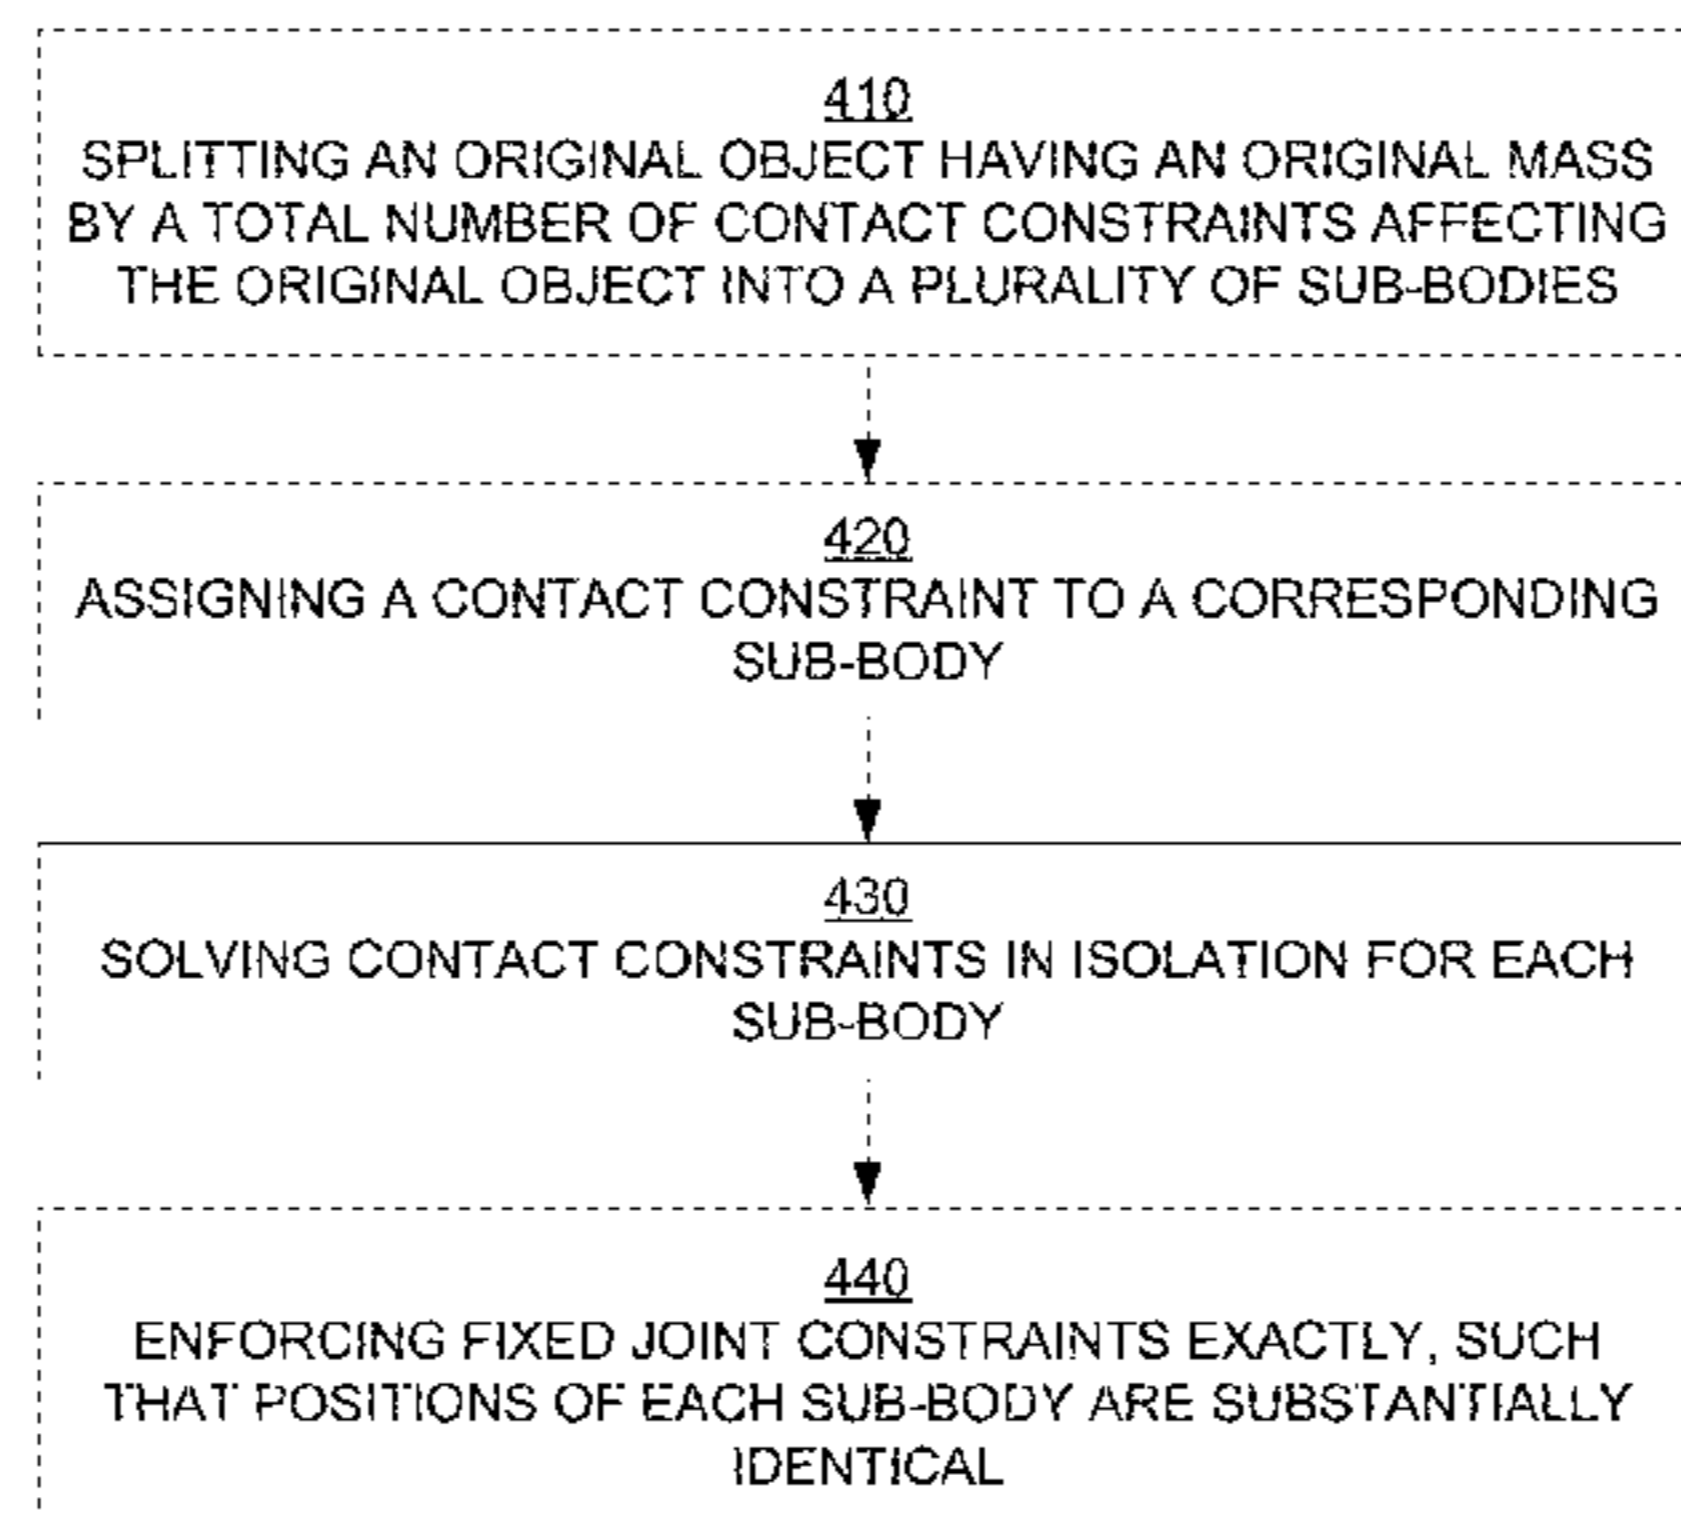 410
SPLITTING AN ORIGINAL OBJECT HAVING AN ORIGINAL MASS
BY A TOTAL NUMBER OF CONTACT CONSTRAINTS AFFECTING
THE ORIGINAL OBJECT INTO A PLURALITY OF SUB-BODIES
420
ASSIGNING A CONTACT CONSTRAINT TO A CORRESPONDING
SUB-BODY
430
SOLVING CONTACT CONSTRAINTS IN ISOLATION FOR EACH
SUB-BODY
440
ENFORCING FIXED JOINT CONSTRAINTS EXACTLY, SUCH
THAT POSITIONS OF EACH SUB-BODY ARE SUBSTANTIALLY
IDENTICAL